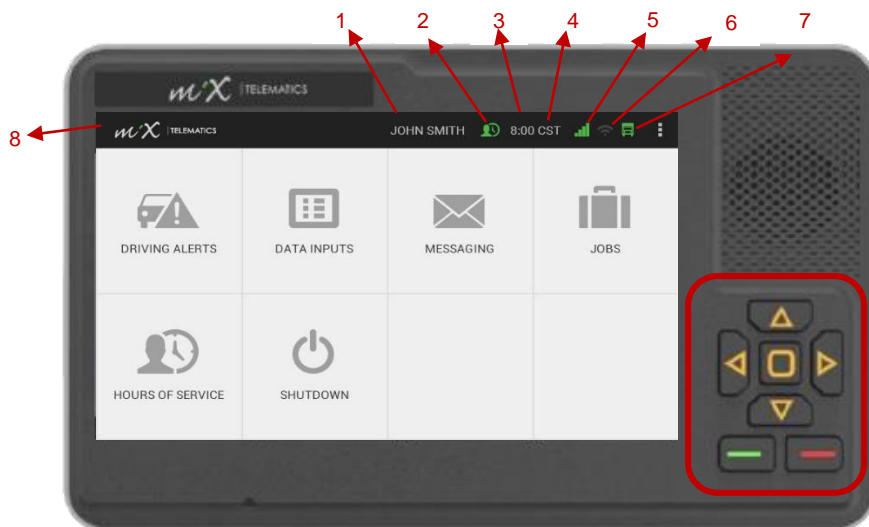 1 2 3 4 5 6 7
miX TELEMATICS
8 miX TELEMATICS JOHN SMITH 8:00 CST
DRIVING ALERTS DATA INPUTS MESSAGING JOBS
HOURS OF SERVICE SHUTDOWN